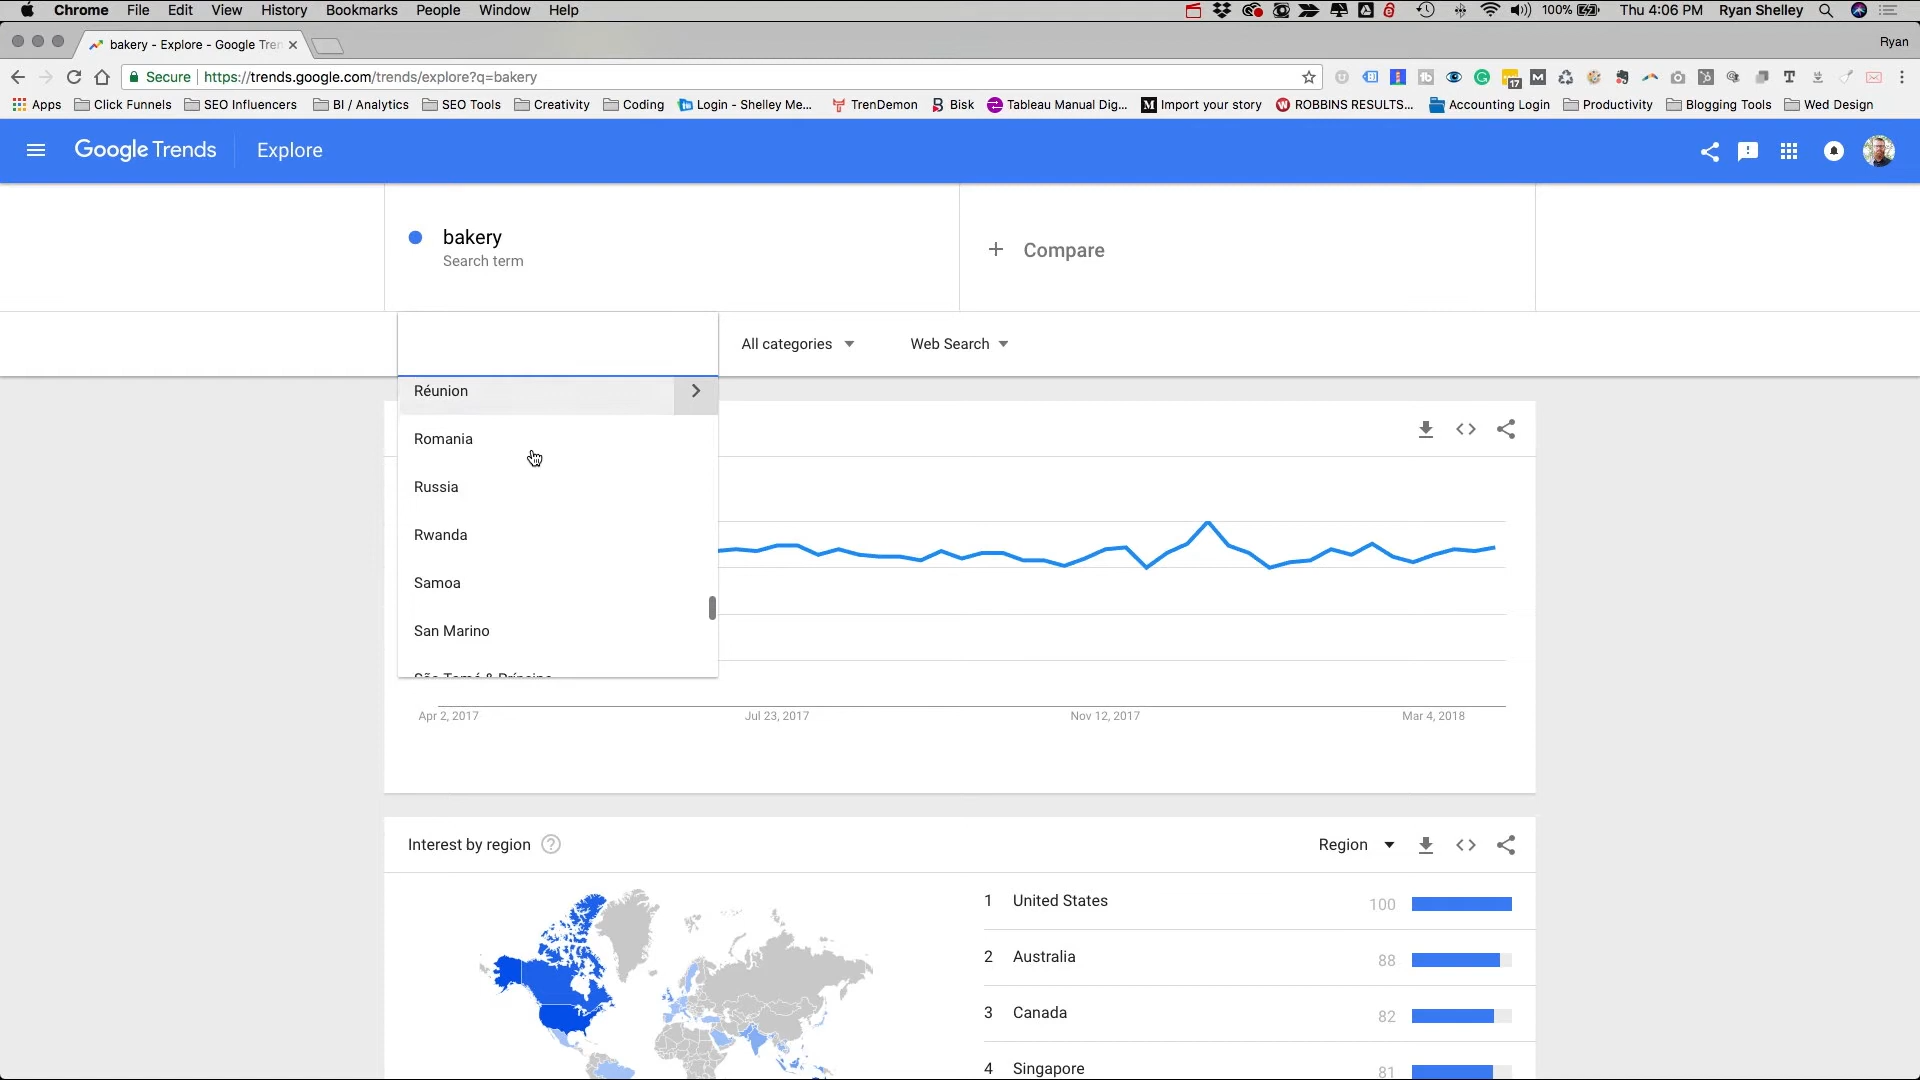 Chrome File Edit View History Bookmarks People Window Help 100% Thu 4:06 PM Ryan Shelley
bakery - Explore - Google Tren Ryan
Secure https://trends.google.com/trends/explore?q=bakery 17
Apps Click Funnels SEO Influencers BI / Analytics SEO Tools Creativity Coding Login - Shelley Me... TrenDemon Bisk Tableau Manual Dig... Import your story ROBBINS RESULTS... Accounting Login Productivity Blogging Tools Wed Design
Google Trends Explore
bakery
Search term
+ Compare
All categories Web Search
Réunion
Romania
Russia
Rwanda
Samoa
San Marino
São Tomé & Príncipe
Apr 2, 2017 Jul 23, 2017 Nov 12, 2017 Mar 4, 2018
Interest by region ? Region
1 United States 100
2 Australia 88
3 Canada 82
4 Singapore 81